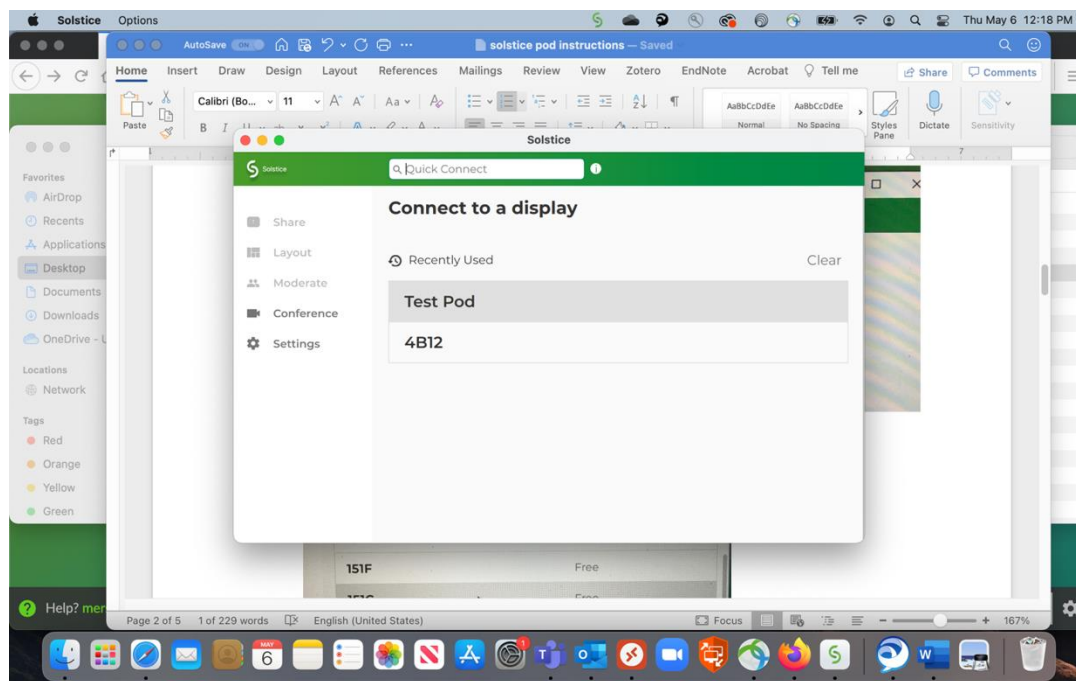 Solstice Options
Thu May 6 12:18 PM
AutoSave ON
solstice pod instructions — Saved
Home Insert Draw Design Layout References Mailings Review View Zotero EndNote Acrobat Tell me
Share Comments
Paste
Calibri (Bo... 11
AaBbCcDdEe
Normal
AaBbCcDdEe
No Spacing
Styles
Pane
Dictate
Sensitivity
Solstice
Solstice
Quick Connect
Share
Layout
Moderate
Conference
Settings
Connect to a display
Recently Used
Clear
Test Pod
4B12
Favorites
AirDrop
Recents
Applications
Desktop
Documents
Downloads
OneDrive - U
Locations
Network
Tags
Red
Orange
Yellow
Green
151F Free
Help? mer
Page 2 of 5 1 of 229 words English (United States)
Focus
167%
MAY
6